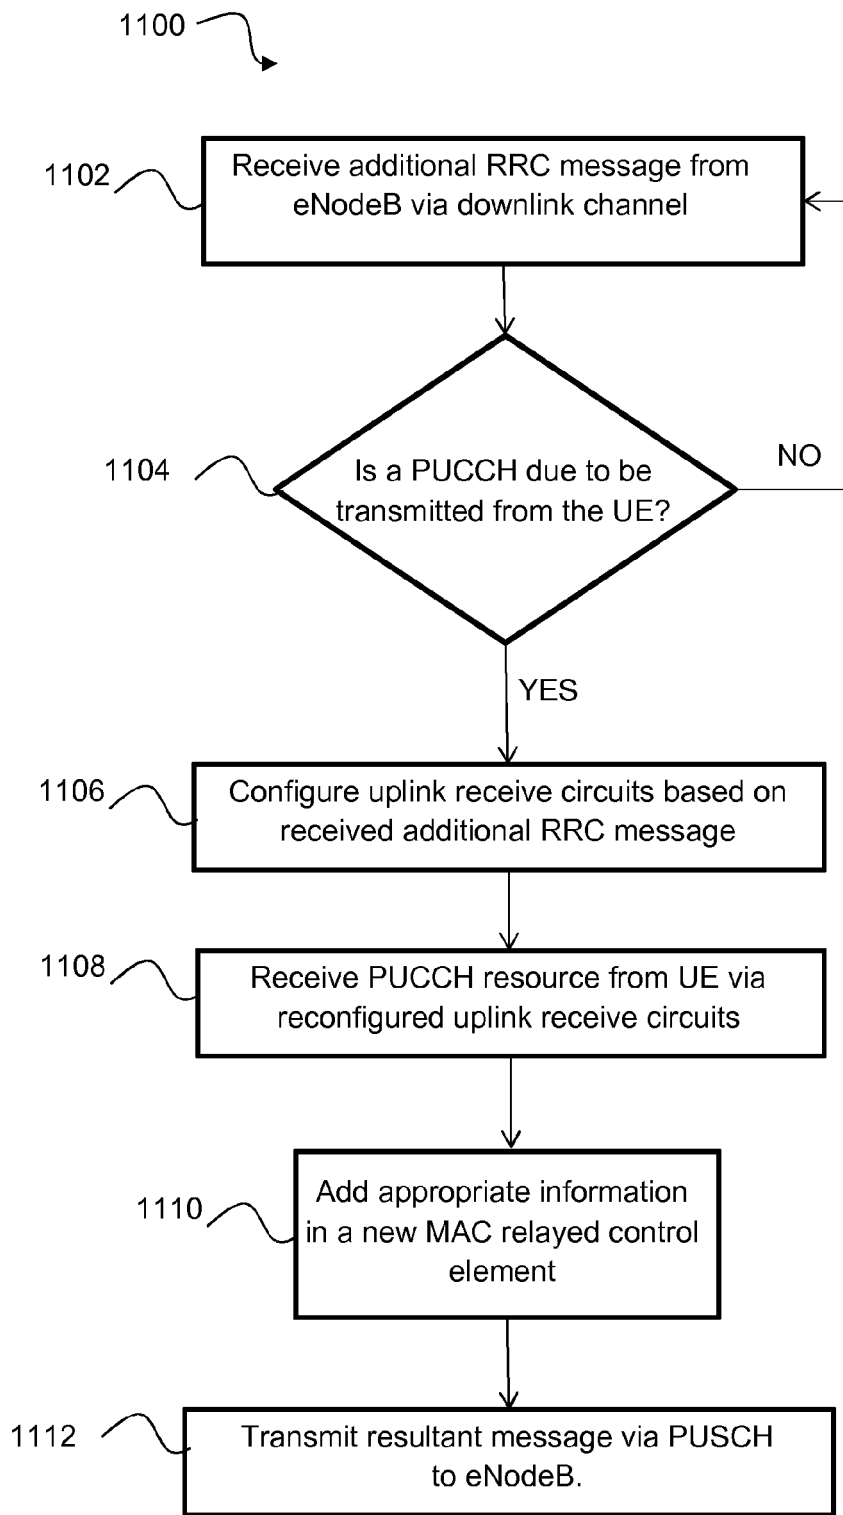 1100
1102
Receive additional RRC message from
eNodeB via downlink channel
1104
Is a PUCCH due to be
transmitted from the UE?
NO
YES
1106
Configure uplink receive circuits based on
received additional RRC message
1108
Receive PUCCH resource from UE via
reconfigured uplink receive circuits
1110
Add appropriate information
in a new MAC relayed control
element
1112
Transmit resultant message via PUSCH
to eNodeB.